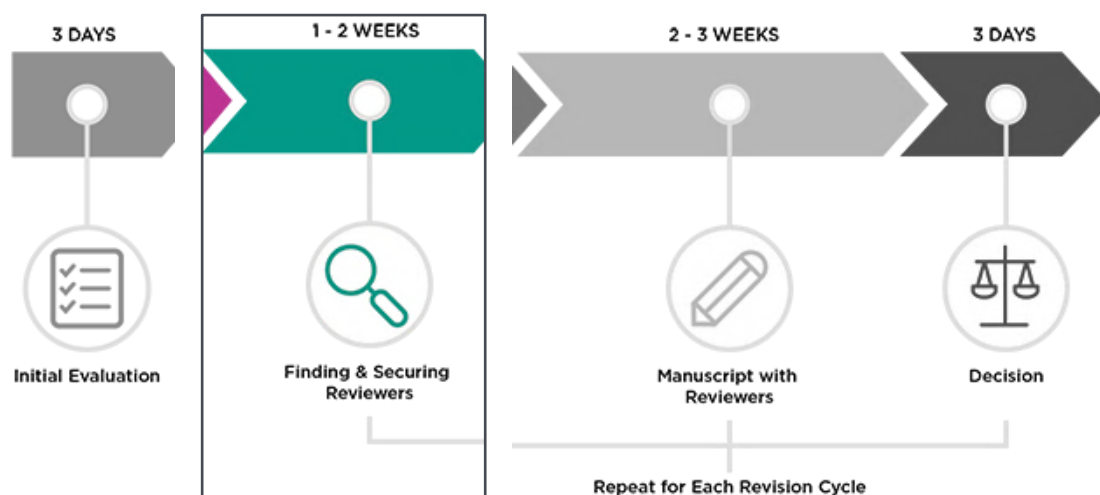 3 DAYS
1 - 2 WEEKS
2 - 3 WEEKS
3 DAYS
Initial Evaluation
Finding & Securing
Reviewers
Manuscript with
Reviewers
Decision
Repeat for Each Revision Cycle